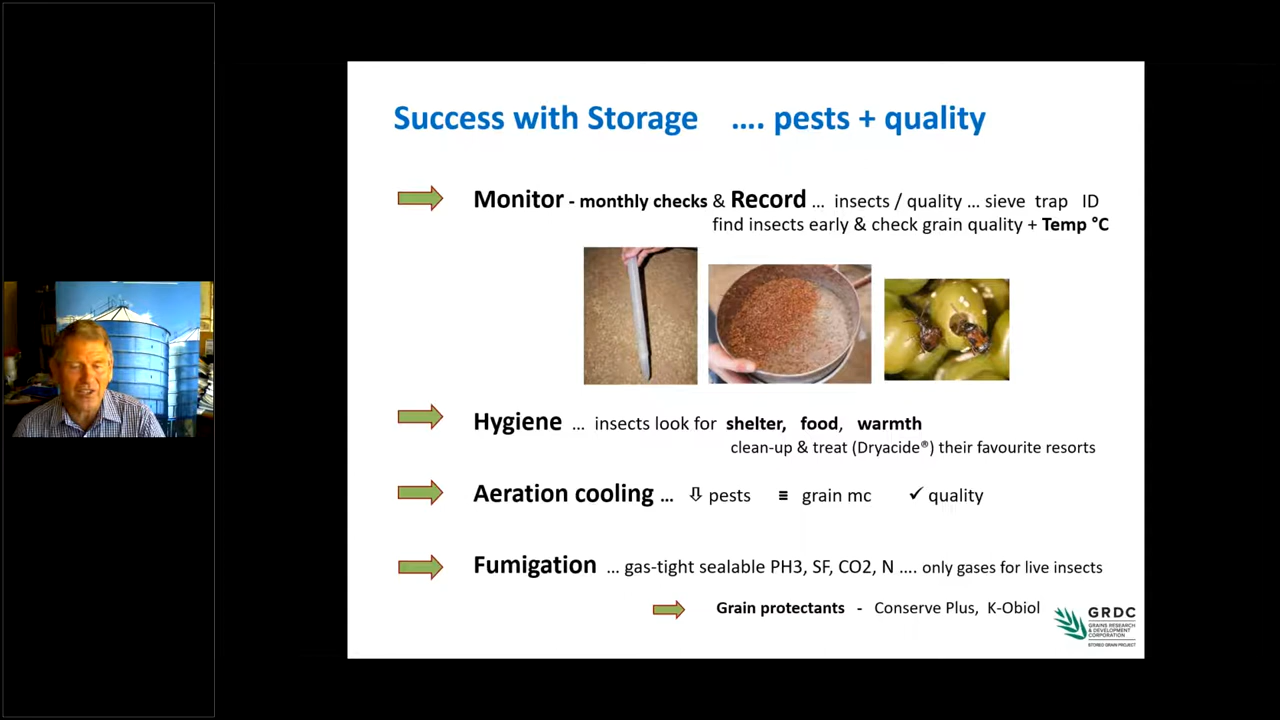 Success with Storage .... pests + quality
Monitor - monthly checks & Record ... insects / quality ... sieve trap ID
find insects early & check grain quality + Temp °C
Hygiene ... insects look for shelter, food, warmth
clean-up & treat (Dryacide®) their favourite resorts
Aeration cooling ... ⇩ pests ≡ grain mc ✓ quality
Fumigation ... gas-tight sealable PH3, SF, CO2, N .... only gases for live insects
Grain protectants - Conserve Plus, K-Obiol
GRDC
GRAINS RESEARCH
& DEVELOPMENT
CORPORATION
STORED GRAIN PROJECT